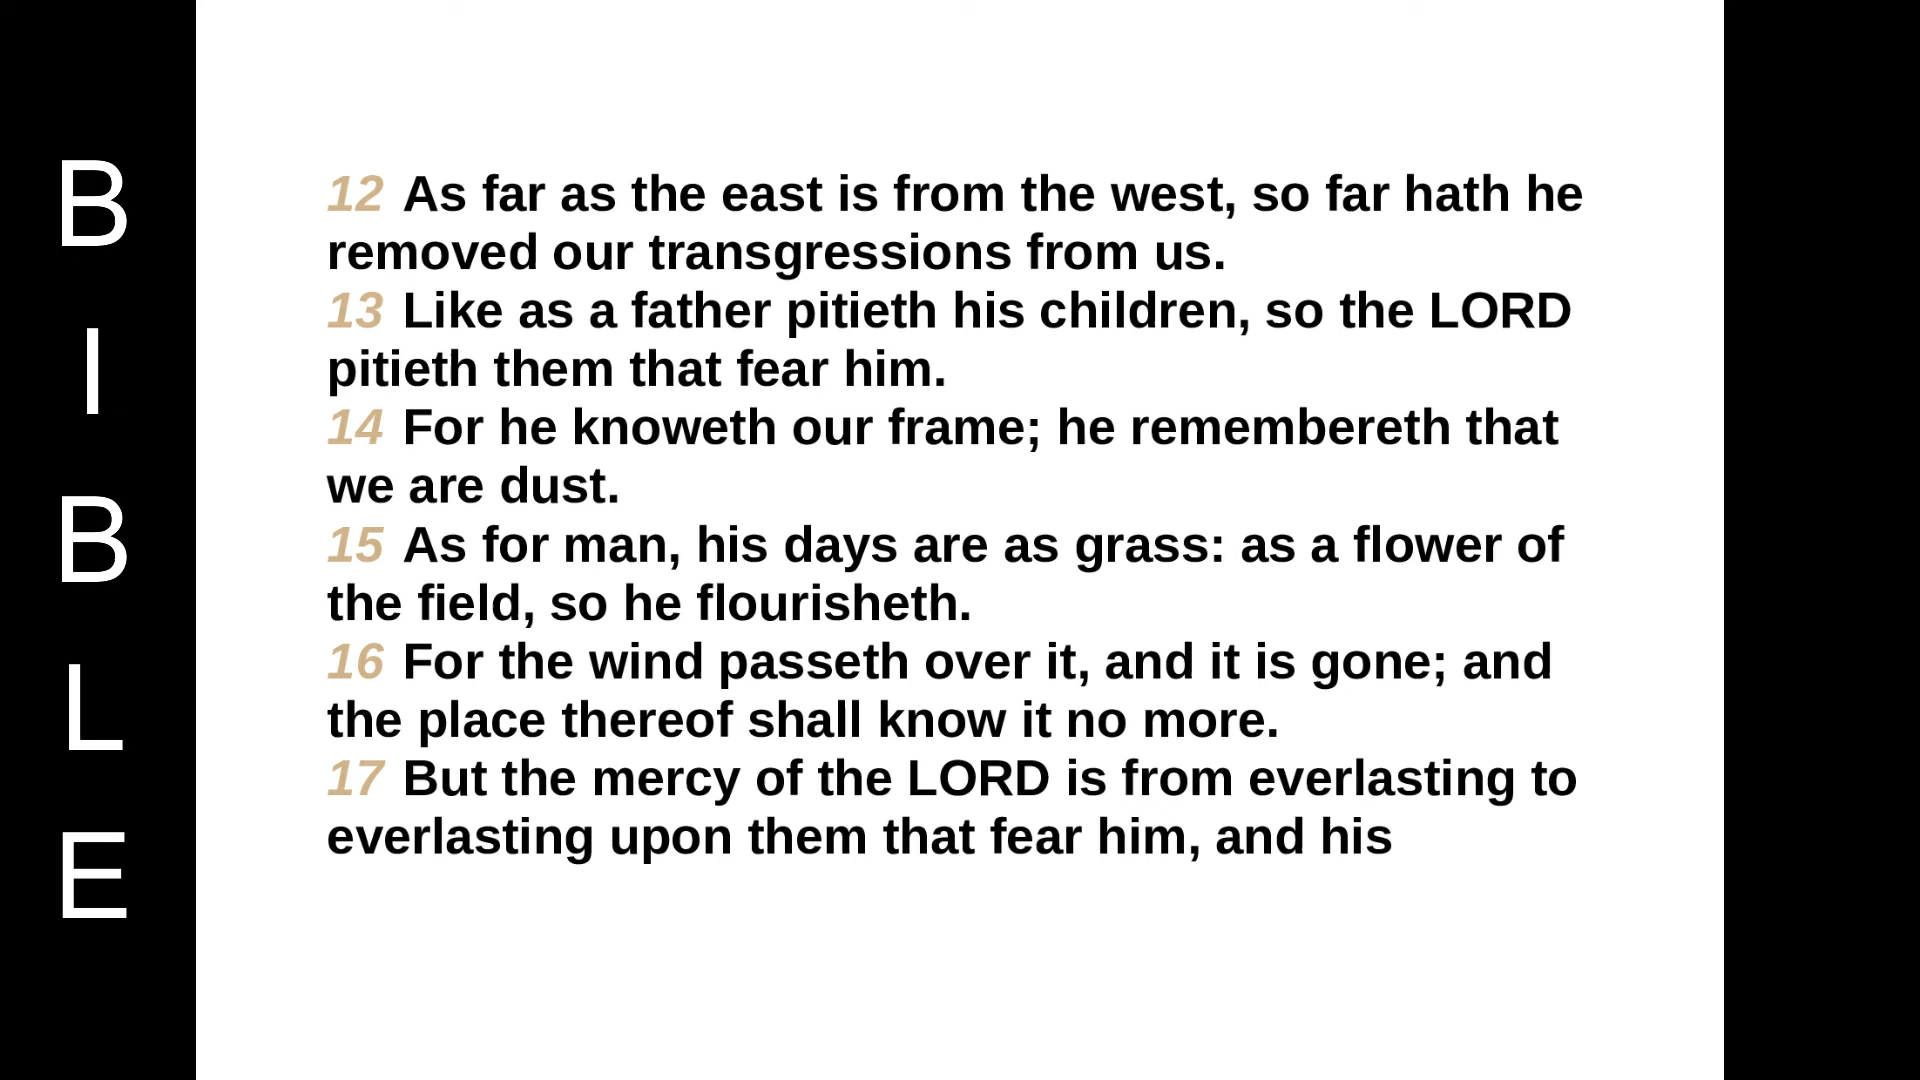 BIBLE
12 As far as the east is from the west, so far hath he
removed our transgressions from us.
13 Like as a father pitieth his children, so the LORD
pitieth them that fear him.
14 For he knoweth our frame; he remembereth that
we are dust.
15 As for man, his days are as grass: as a flower of
the field, so he flourisheth.
16 For the wind passeth over it, and it is gone; and
the place thereof shall know it no more.
17 But the mercy of the LORD is from everlasting to
everlasting upon them that fear him, and his